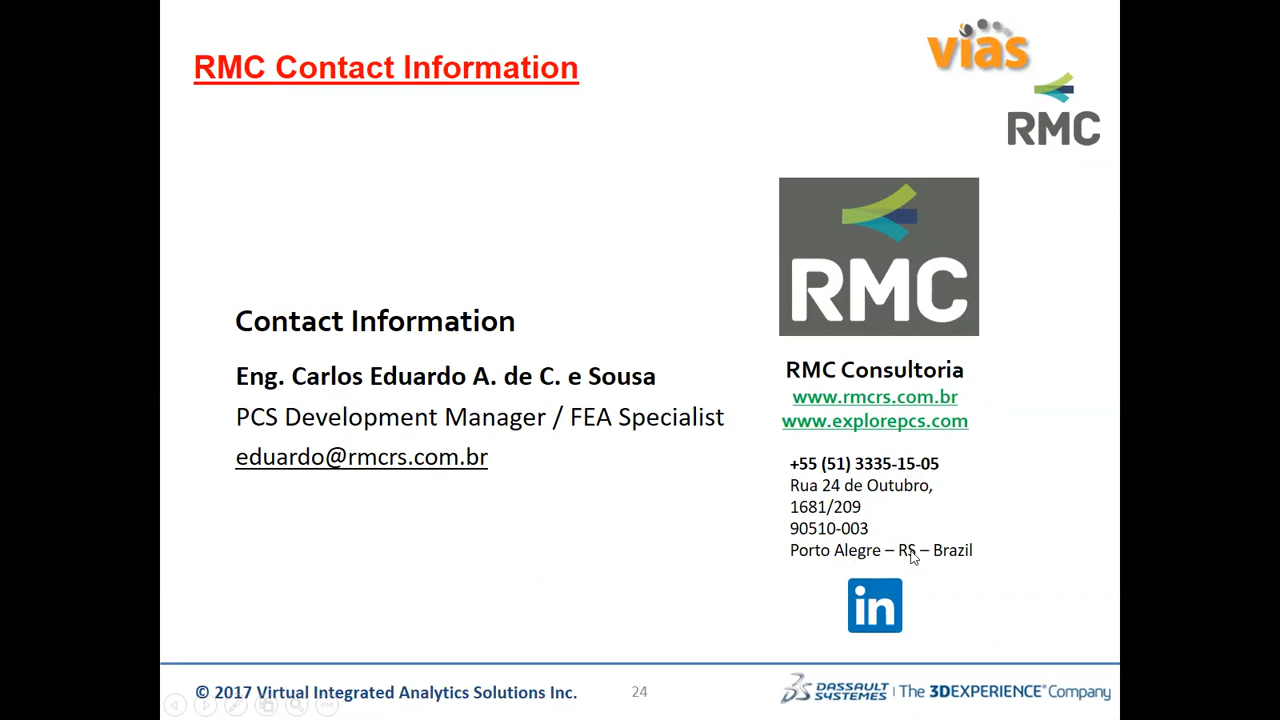 RMC Contact Information
vias
RMC
RMC
Contact Information
Eng. Carlos Eduardo A. de C. e Sousa
PCS Development Manager / FEA Specialist
eduardo@rmcrs.com.br
RMC Consultoria
www.rmcrs.com.br
www.explorepcs.com
+55 (51) 3335-15-05
Rua 24 de Outubro,
1681/209
90510-003
Porto Alegre – RS – Brazil
in
© 2017 Virtual Integrated Analytics Solutions Inc.
24
DASSAULT SYSTEMES | The 3DEXPERIENCE® Company